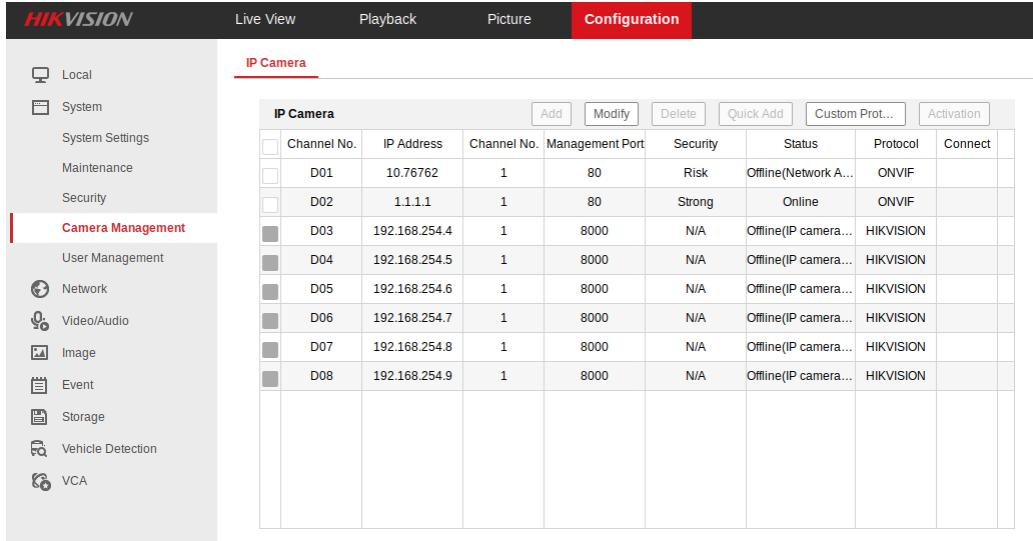 HIKVISION Live View Playback Picture Configuration
IP Camera
Local
System
System Settings
Maintenance
Security
Camera Management
User Management
Network
Video/Audio
Image
Event
Storage
Vehicle Detection
VCA
IP Camera Add Modify Delete Quick Add Custom Prot... Activation
Channel No. IP Address Channel No. Management Port Security Status Protocol Connect
D01 10.76762 1 80 Risk Offline(Network A... ONVIF
D02 1.1.1.1 1 80 Strong Online ONVIF
D03 192.168.254.4 1 8000 N/A Offline(IP camera... HIKVISION
D04 192.168.254.5 1 8000 N/A Offline(IP camera... HIKVISION
D05 192.168.254.6 1 8000 N/A Offline(IP camera... HIKVISION
D06 192.168.254.7 1 8000 N/A Offline(IP camera... HIKVISION
D07 192.168.254.8 1 8000 N/A Offline(IP camera... HIKVISION
D08 192.168.254.9 1 8000 N/A Offline(IP camera... HIKVISION